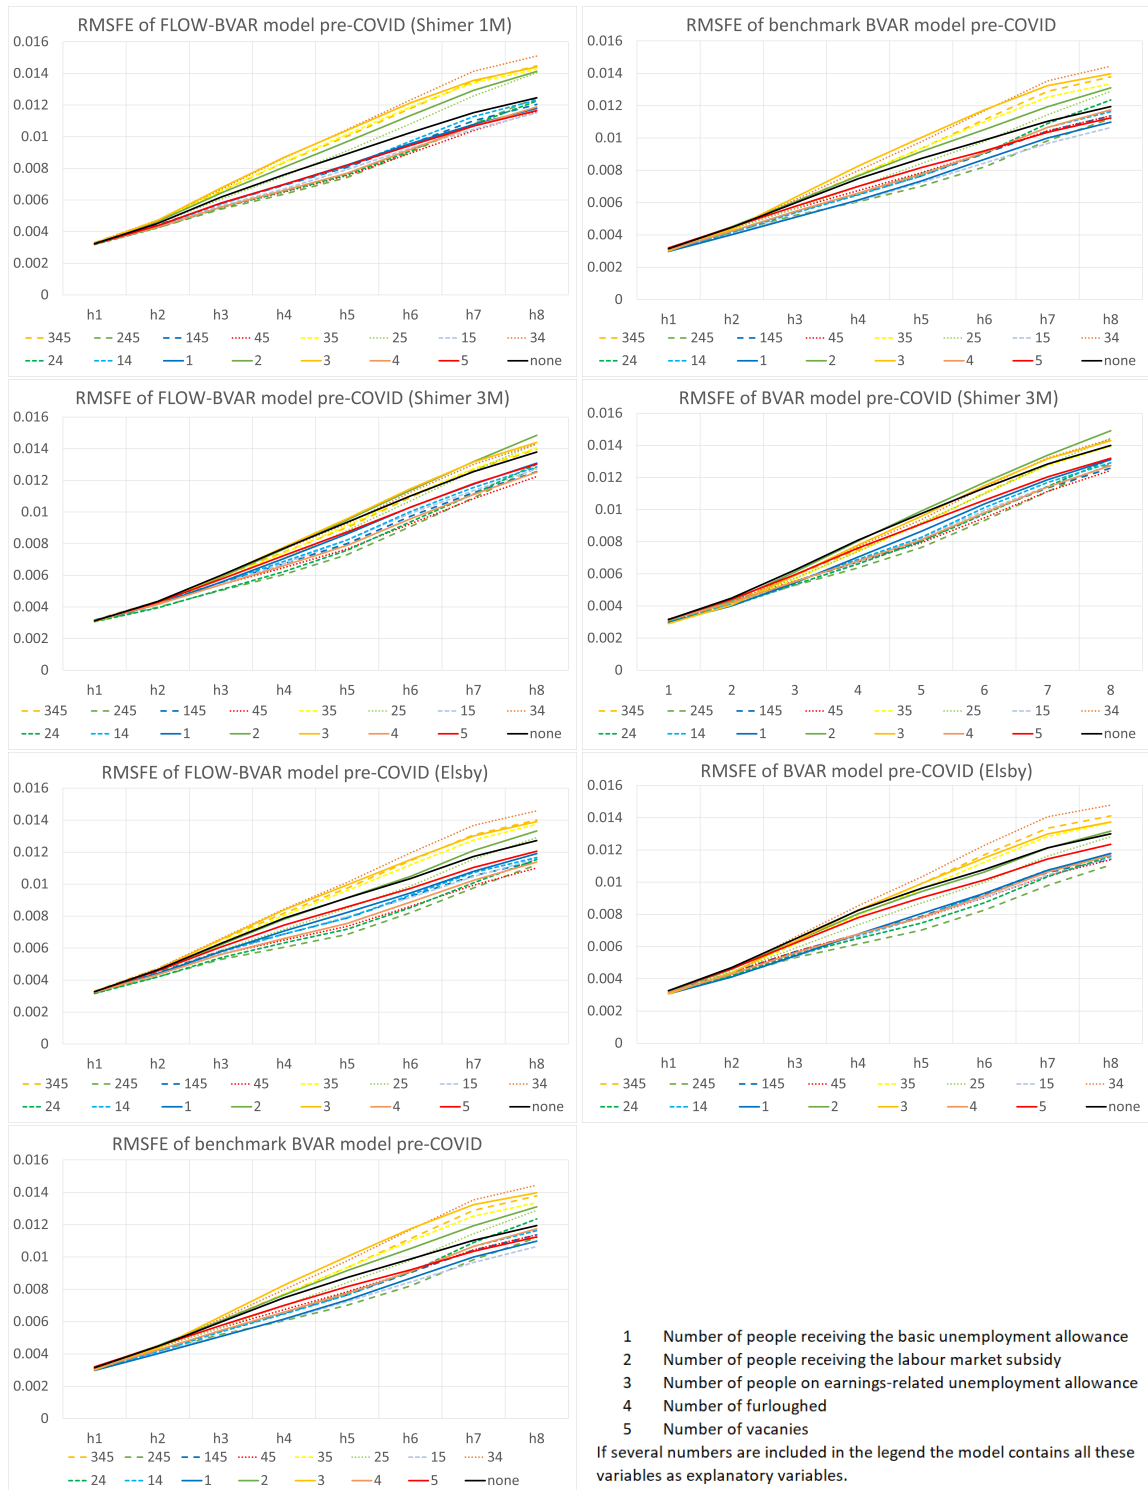 RMSFE of FLOW-BVAR model pre-COVID (Shimer 1M)
0.016
0.014
0.012
0.01
0.008
0.006
0.004
0.002
0
h1 h2 h3 h4 h5 h6 h7 h8
345 245 145 45 35 25 15 34
24 14 1 2 3 4 5 none
RMSFE of benchmark BVAR model pre-COVID
0.016
0.014
0.012
0.01
0.008
0.006
0.004
0.002
0
h1 h2 h3 h4 h5 h6 h7 h8
345 245 145 45 35 25 15 34
24 14 1 2 3 4 5 none
RMSFE of FLOW-BVAR model pre-COVID (Shimer 3M)
0.016
0.014
0.012
0.01
0.008
0.006
0.004
0.002
0
h1 h2 h3 h4 h5 h6 h7 h8
345 245 145 45 35 25 15 34
24 14 1 2 3 4 5 none
RMSFE of BVAR model pre-COVID (Shimer 3M)
0.016
0.014
0.012
0.01
0.008
0.006
0.004
0.002
0
1 2 3 4 5 6 7 8
345 245 145 45 35 25 15 34
24 14 1 2 3 4 5 none
RMSFE of FLOW-BVAR model pre-COVID (Elsby)
0.016
0.014
0.012
0.01
0.008
0.006
0.004
0.002
0
h1 h2 h3 h4 h5 h6 h7 h8
345 245 145 45 35 25 15 34
24 14 1 2 3 4 5 none
RMSFE of BVAR model pre-COVID (Elsby)
0.016
0.014
0.012
0.01
0.008
0.006
0.004
0.002
0
h1 h2 h3 h4 h5 h6 h7 h8
345 245 145 45 35 25 15 34
24 14 1 2 3 4 5 none
RMSFE of benchmark BVAR model pre-COVID
0.016
0.014
0.012
0.01
0.008
0.006
0.004
0.002
0
h1 h2 h3 h4 h5 h6 h7 h8
345 245 145 45 35 25 15 34
24 14 1 2 3 4 5 none
1 Number of people receiving the basic unemployment allowance
2 Number of people receiving the labour market subsidy
3 Number of people on earnings-related unemployment allowance
4 Number of furloughed
5 Number of vacanies
If several numbers are included in the legend the model contains all these
variables as explanatory variables.